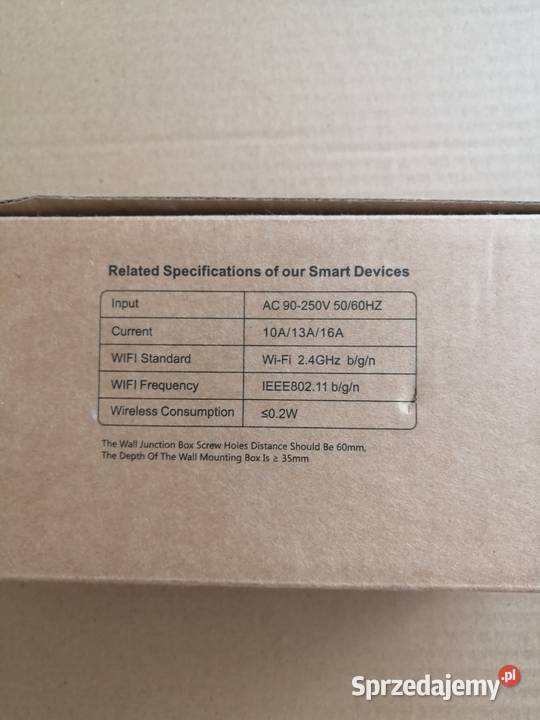 Related Specifications of our Smart Devices
Input AC 90-250V 50/60HZ
Current 10A/13A/16A
WIFI Standard Wi-Fi 2.4GHz b/g/n
WIFI Frequency IEEE802.11 b/g/n
Wireless Consumption ≤0.2W
The Wall Junction Box Screw Holes Distance Should Be 60mm,
The Depth Of The Wall Mounting Box Is ≥ 35mm
Sprzedajemy.pl